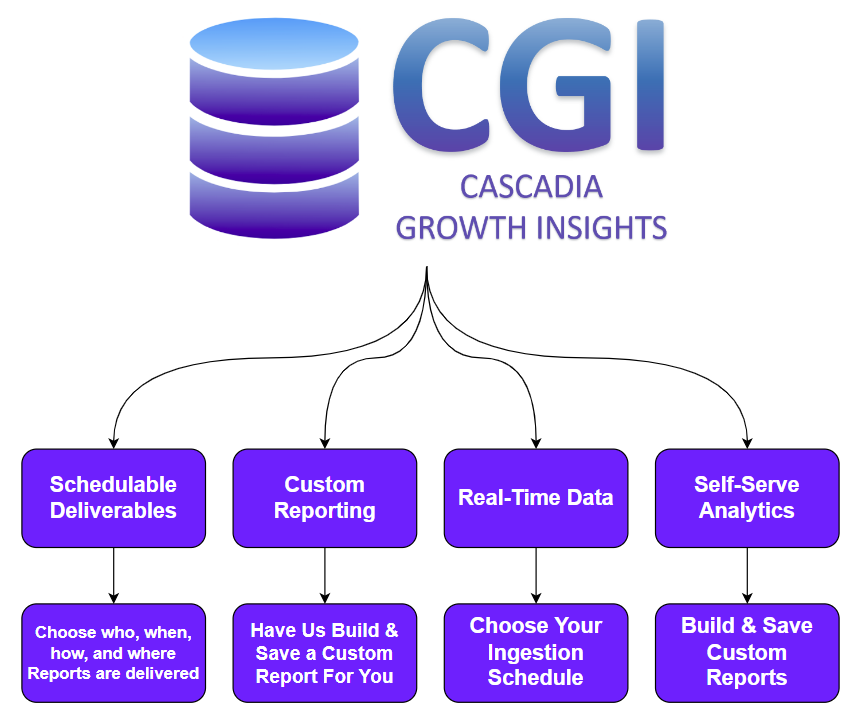 CGI
CASCADIA
GROWTH INSIGHTS
Schedulable
Deliverables
Custom
Reporting
Real-Time Data
Self-Serve
Analytics
Choose who, when,
how, and where
Reports are delivered
Have Us Build &
Save a Custom
Report For You
Choose Your
Ingestion
Schedule
Build & Save
Custom
Reports